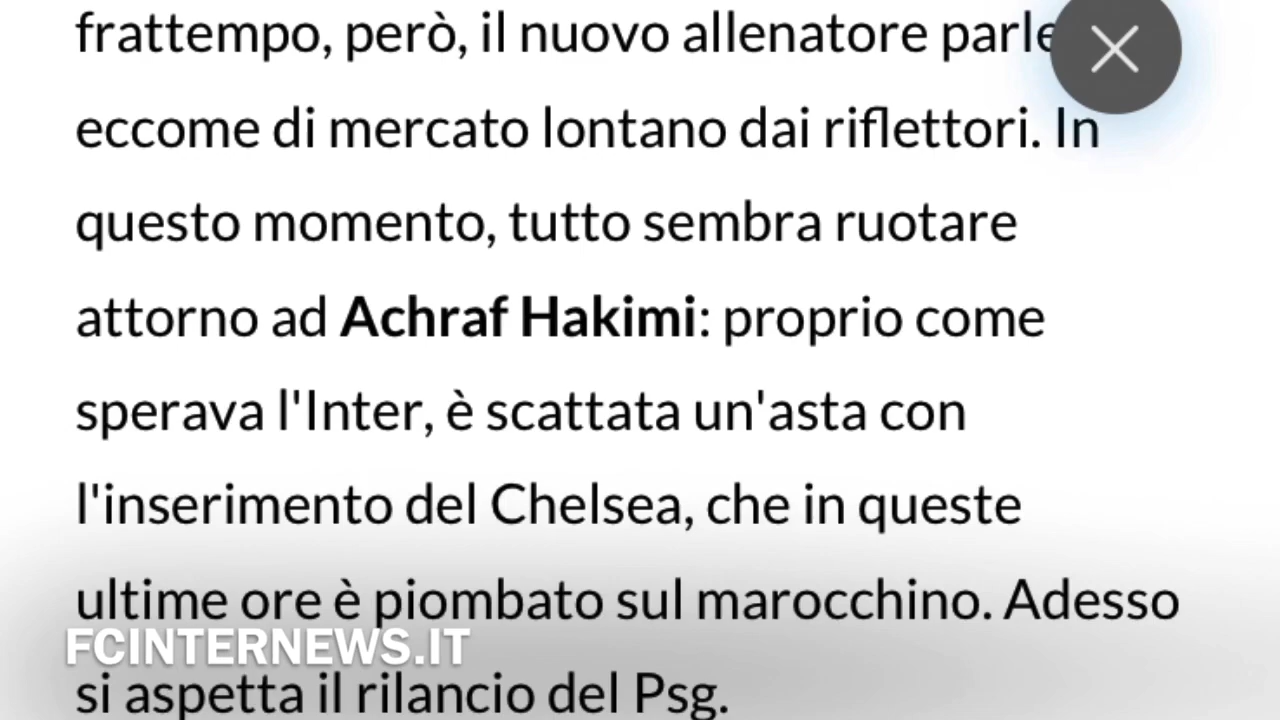 frattempo, però, il nuovo allenatore
eccome di mercato lontano dai riflettori. In
questo momento, tutto sembra ruotare
attorno ad Achraf Hakimi: proprio come
sperava l'Inter, è scattata un'asta con
l'inserimento del Chelsea, che in queste
ultime ore è piombato sul marocchino. Adesso
FCINTERNEWS.IT
si aspetta il rilancio del Psg.